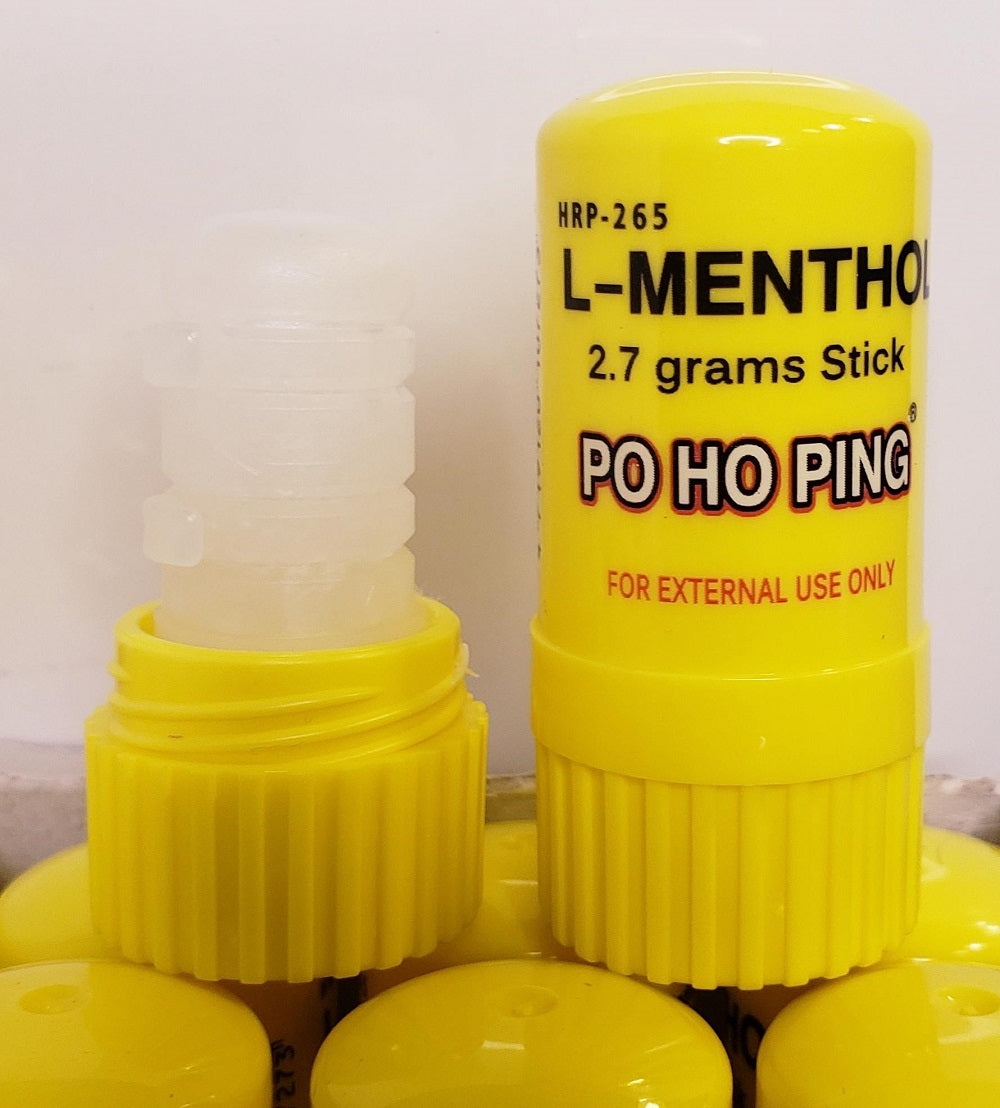 HRP-265
L-MENTHOL
2.7 grams Stick
PO HO PING®
FOR EXTERNAL USE ONLY